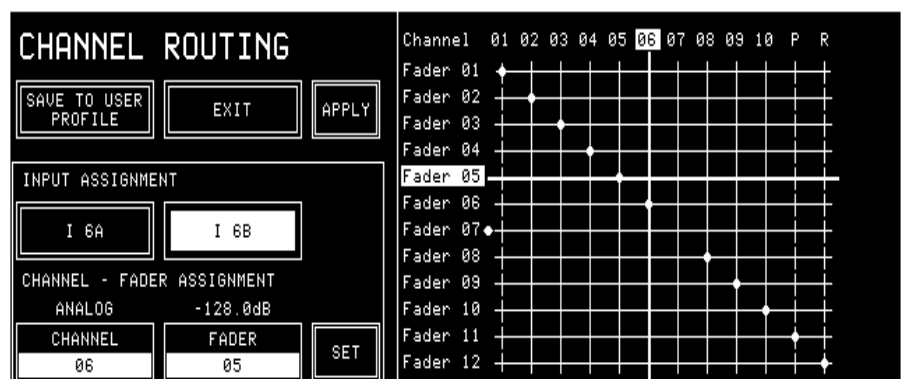 CHANNEL ROUTING
SAVE TO USER PROFILE
EXIT
APPLY
INPUT ASSIGNMENT
I 6A
I 6B
CHANNEL - FADER ASSIGNMENT
ANALOG -128.0dB
CHANNEL
06
FADER
05
SET
Channel 01 02 03 04 05 06 07 08 09 10 P R
Fader 01
Fader 02
Fader 03
Fader 04
Fader 05
Fader 06
Fader 07
Fader 08
Fader 09
Fader 10
Fader 11
Fader 12